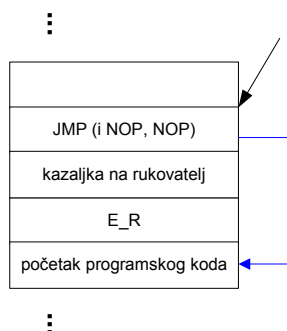 JMP (i NOP, NOP)
kazaljka na rukovatelj
E_R
početak programskog koda